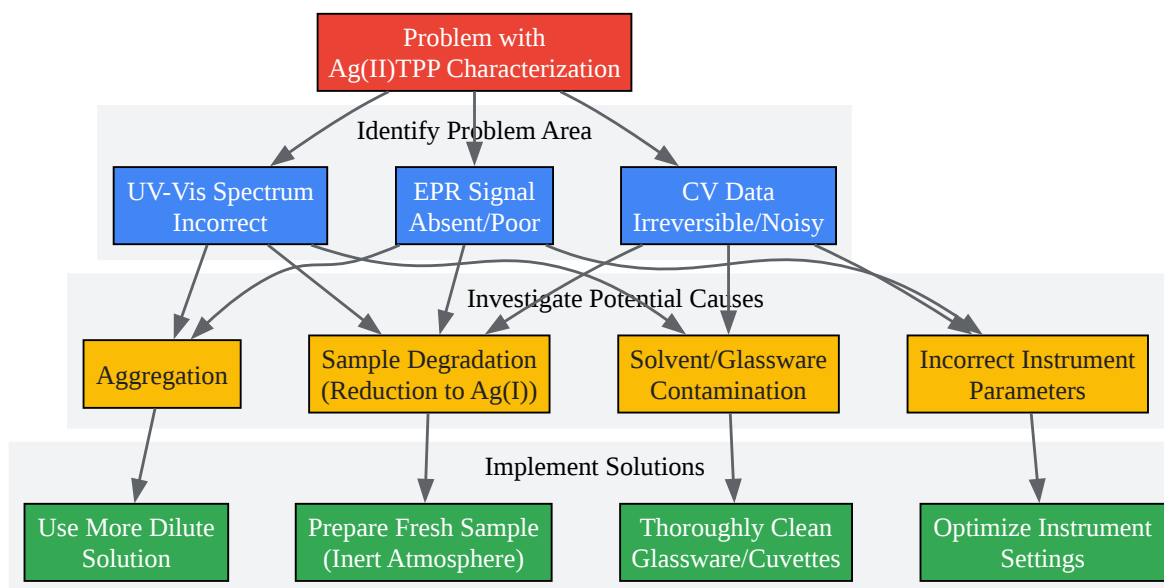 Problem with
Ag(II)TPP Characterization
Identify Problem Area
UV-Vis Spectrum
Incorrect
EPR Signal
Absent/Poor
CV Data
Irreversible/Noisy
Investigate Potential Causes
Aggregation
Sample Degradation
(Reduction to Ag(I))
Solvent/Glassware
Contamination
Incorrect Instrument
Parameters
Implement Solutions
Use More Dilute
Solution
Prepare Fresh Sample
(Inert Atmosphere)
Thoroughly Clean
Glassware/Cuvettes
Optimize Instrument
Settings